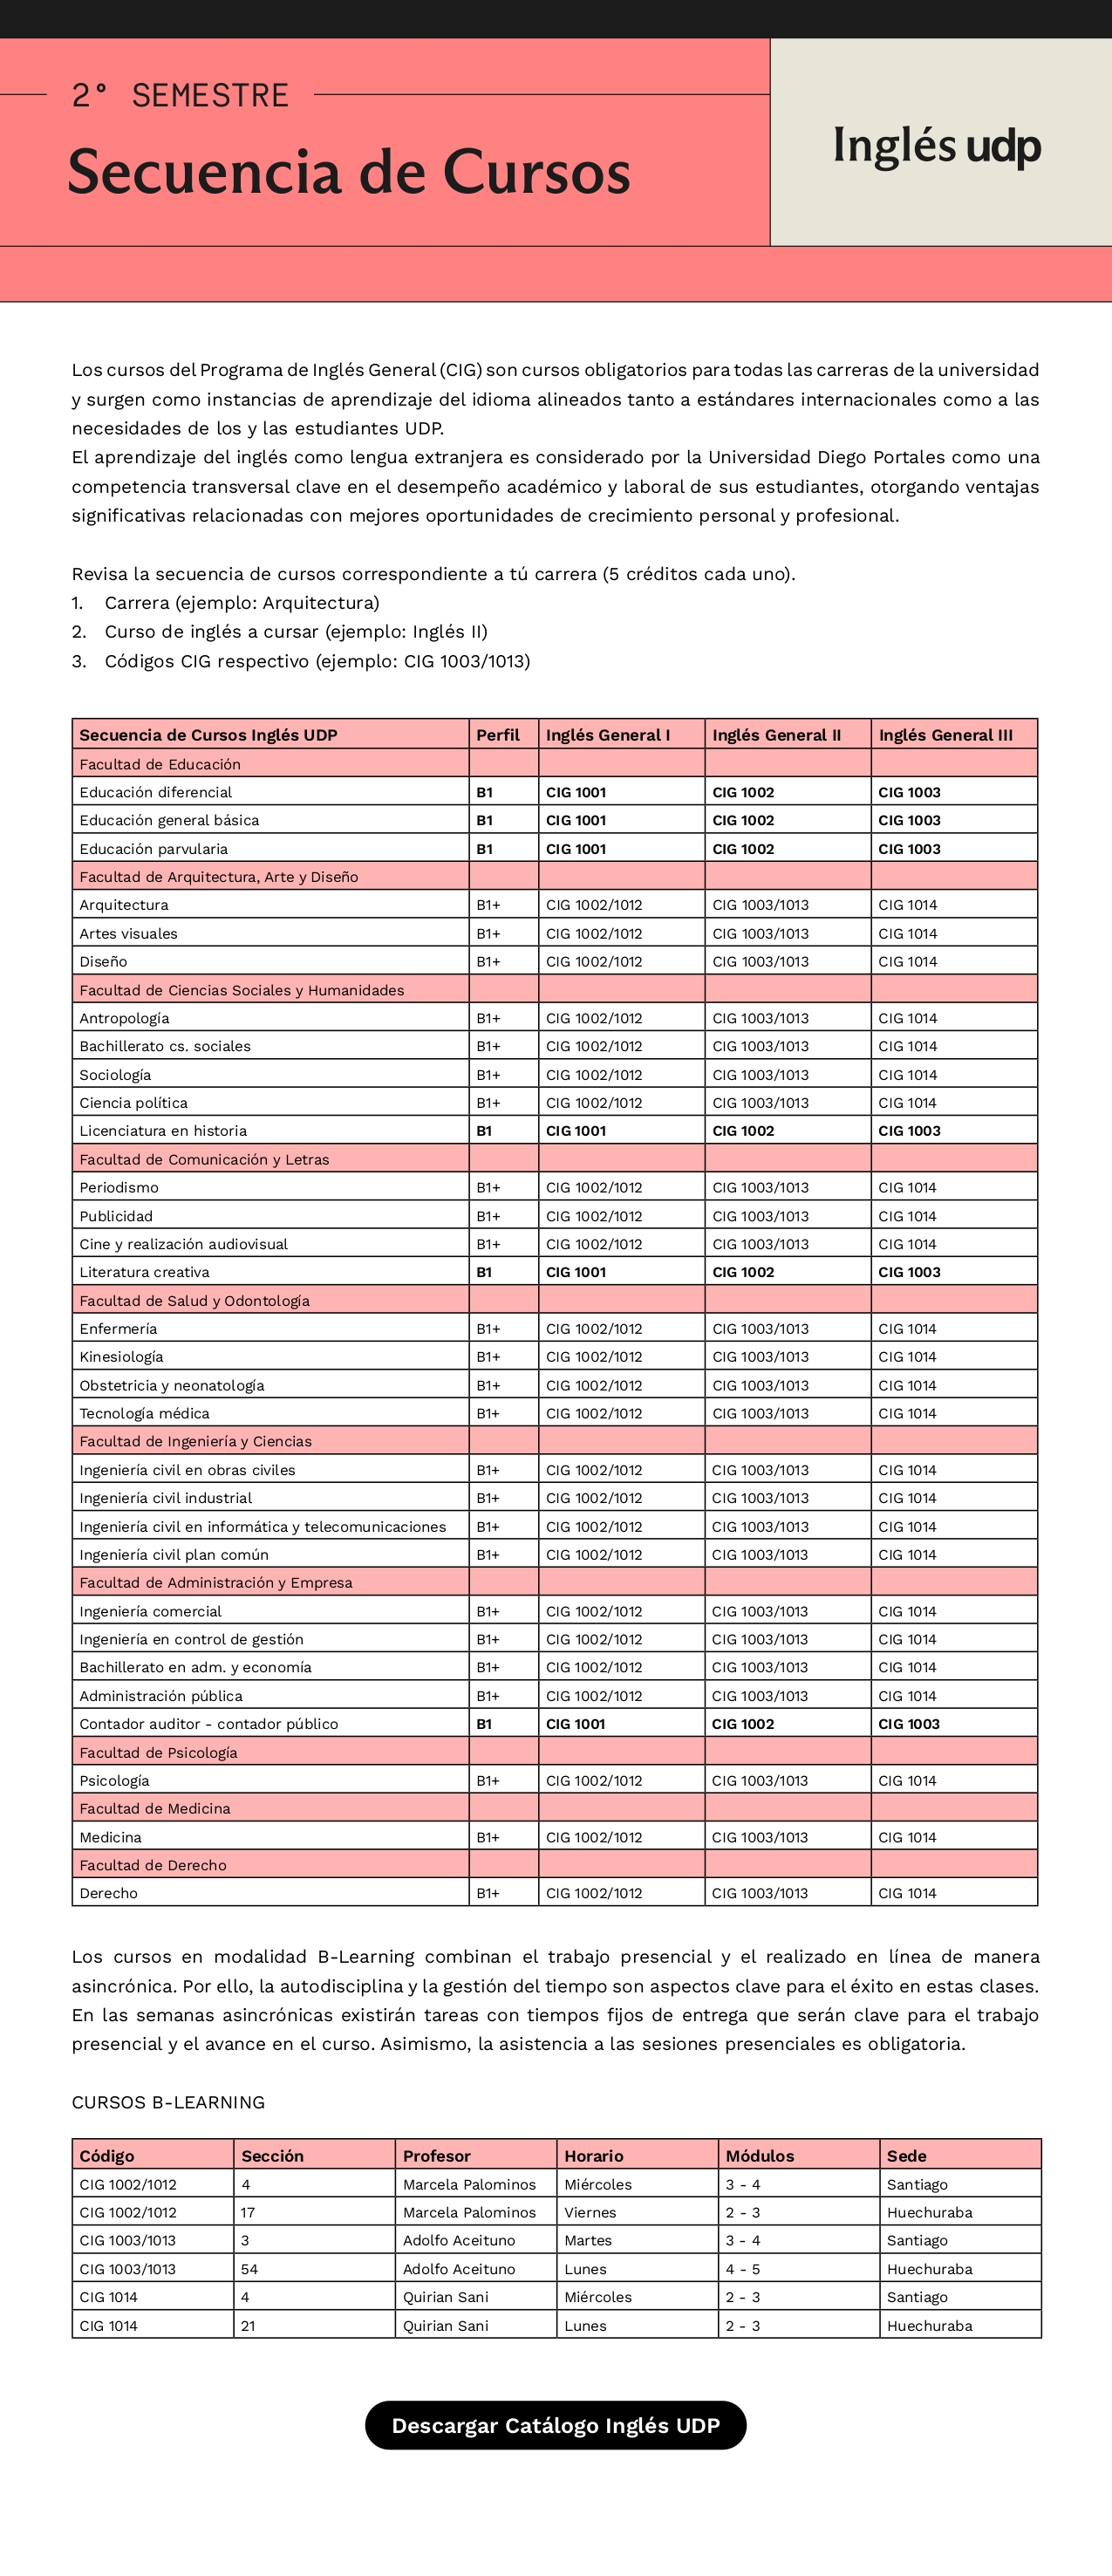 2° SEMESTRE
Secuencia de Cursos
Inglés udp
Los cursos del Programa de Inglés General (CIG) son cursos obligatorios para todas las carreras de la universidad
y surgen como instancias de aprendizaje del idioma alineados tanto a estándares internacionales como a las
necesidades de los y las estudiantes UDP.
El aprendizaje del inglés como lengua extranjera es considerado por la Universidad Diego Portales como una
competencia transversal clave en el desempeño académico y laboral de sus estudiantes, otorgando ventajas
significativas relacionadas con mejores oportunidades de crecimiento personal y profesional.
Revisa la secuencia de cursos correspondiente a tú carrera (5 créditos cada uno).
1. Carrera (ejemplo: Arquitectura)
2. Curso de inglés a cursar (ejemplo: Inglés II)
3. Códigos CIG respectivo (ejemplo: CIG 1003/1013)
Secuencia de Cursos Inglés UDP Perfil Inglés General I Inglés General II Inglés General III
Facultad de Educación
Educación diferencial B1 CIG 1001 CIG 1002 CIG 1003
Educación general básica B1 CIG 1001 CIG 1002 CIG 1003
Educación parvularia B1 CIG 1001 CIG 1002 CIG 1003
Facultad de Arquitectura, Arte y Diseño
Arquitectura B1+ CIG 1002/1012 CIG 1003/1013 CIG 1014
Artes visuales B1+ CIG 1002/1012 CIG 1003/1013 CIG 1014
Diseño B1+ CIG 1002/1012 CIG 1003/1013 CIG 1014
Facultad de Ciencias Sociales y Humanidades
Antropología B1+ CIG 1002/1012 CIG 1003/1013 CIG 1014
Bachillerato cs. sociales B1+ CIG 1002/1012 CIG 1003/1013 CIG 1014
Sociología B1+ CIG 1002/1012 CIG 1003/1013 CIG 1014
Ciencia política B1+ CIG 1002/1012 CIG 1003/1013 CIG 1014
Licenciatura en historia B1 CIG 1001 CIG 1002 CIG 1003
Facultad de Comunicación y Letras
Periodismo B1+ CIG 1002/1012 CIG 1003/1013 CIG 1014
Publicidad B1+ CIG 1002/1012 CIG 1003/1013 CIG 1014
Cine y realización audiovisual B1+ CIG 1002/1012 CIG 1003/1013 CIG 1014
Literatura creativa B1 CIG 1001 CIG 1002 CIG 1003
Facultad de Salud y Odontología
Enfermería B1+ CIG 1002/1012 CIG 1003/1013 CIG 1014
Kinesiología B1+ CIG 1002/1012 CIG 1003/1013 CIG 1014
Obstetricia y neonatología B1+ CIG 1002/1012 CIG 1003/1013 CIG 1014
Tecnología médica B1+ CIG 1002/1012 CIG 1003/1013 CIG 1014
Facultad de Ingeniería y Ciencias
Ingeniería civil en obras civiles B1+ CIG 1002/1012 CIG 1003/1013 CIG 1014
Ingeniería civil industrial B1+ CIG 1002/1012 CIG 1003/1013 CIG 1014
Ingeniería civil en informática y telecomunicaciones B1+ CIG 1002/1012 CIG 1003/1013 CIG 1014
Ingeniería civil plan común B1+ CIG 1002/1012 CIG 1003/1013 CIG 1014
Facultad de Administración y Empresa
Ingeniería comercial B1+ CIG 1002/1012 CIG 1003/1013 CIG 1014
Ingeniería en control de gestión B1+ CIG 1002/1012 CIG 1003/1013 CIG 1014
Bachillerato en adm. y economía B1+ CIG 1002/1012 CIG 1003/1013 CIG 1014
Administración pública B1+ CIG 1002/1012 CIG 1003/1013 CIG 1014
Contador auditor - contador público B1 CIG 1001 CIG 1002 CIG 1003
Facultad de Psicología
Psicología B1+ CIG 1002/1012 CIG 1003/1013 CIG 1014
Facultad de Medicina
Medicina B1+ CIG 1002/1012 CIG 1003/1013 CIG 1014
Facultad de Derecho
Derecho B1+ CIG 1002/1012 CIG 1003/1013 CIG 1014
Los cursos en modalidad B-Learning combinan el trabajo presencial y el realizado en línea de manera
asincrónica. Por ello, la autodisciplina y la gestión del tiempo son aspectos clave para el éxito en estas clases.
En las semanas asincrónicas existirán tareas con tiempos fijos de entrega que serán clave para el trabajo
presencial y el avance en el curso. Asimismo, la asistencia a las sesiones presenciales es obligatoria.
CURSOS B-LEARNING
Código Sección Profesor Horario Módulos Sede
CIG 1002/1012 4 Marcela Palominos Miércoles 3 - 4 Santiago
CIG 1002/1012 17 Marcela Palominos Viernes 2 - 3 Huechuraba
CIG 1003/1013 3 Adolfo Aceituno Martes 3 - 4 Santiago
CIG 1003/1013 54 Adolfo Aceituno Lunes 4 - 5 Huechuraba
CIG 1014 4 Quirian Sani Miércoles 2 - 3 Santiago
CIG 1014 21 Quirian Sani Lunes 2 - 3 Huechuraba
Descargar Catálogo Inglés UDP